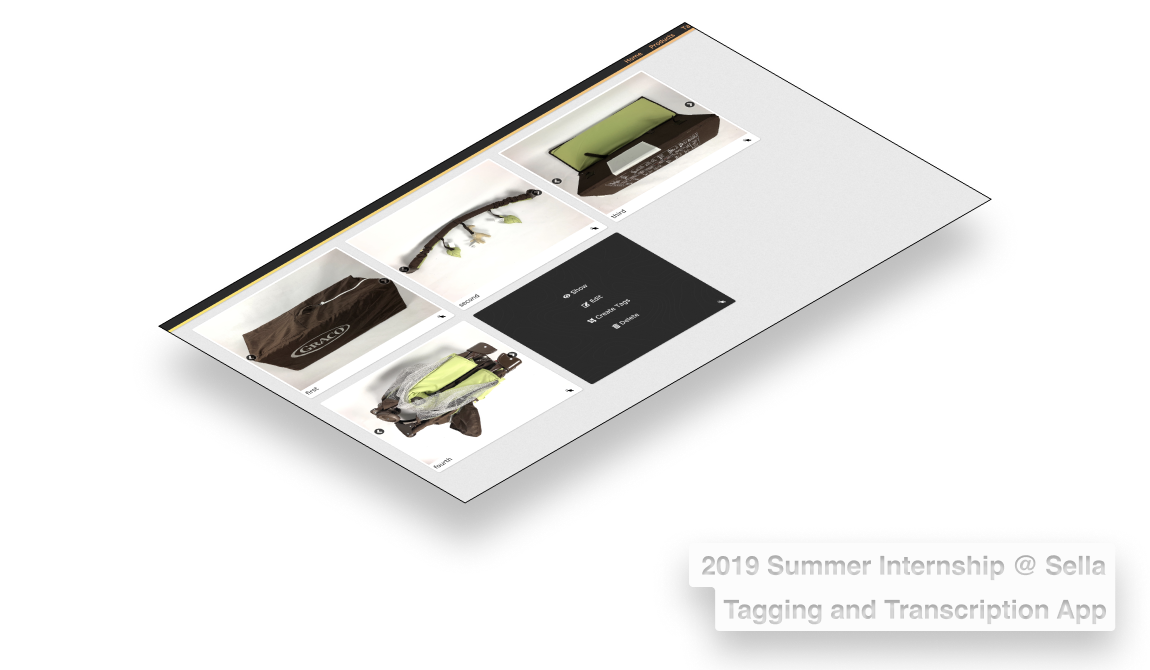 Home Products
third
second
GRACO
first
Show
Edit
Create Tags
Delete
fourth
2019 Summer Internship @ Sella
Tagging and Transcription App